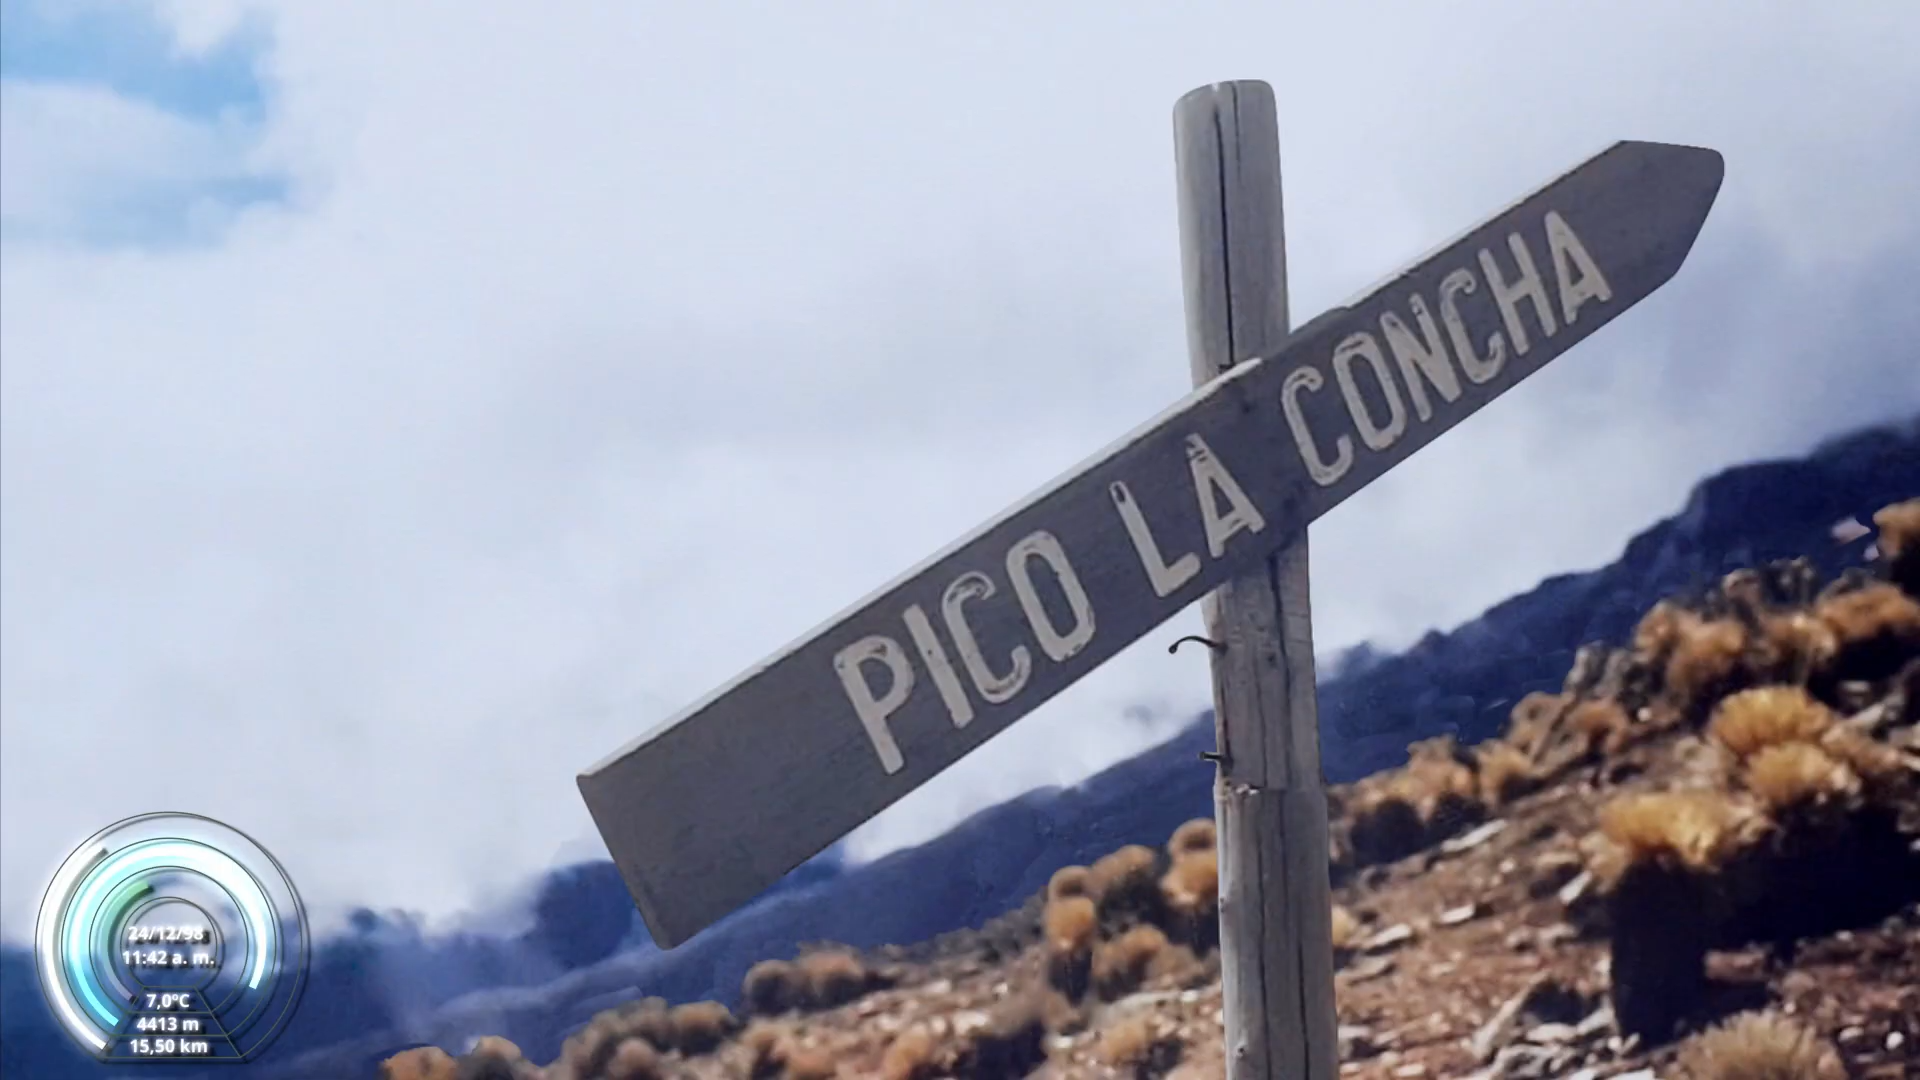 PICO LA CONCHA
24/12/98
11:42 a. m.
7,0°C
4413 m
15,50 km